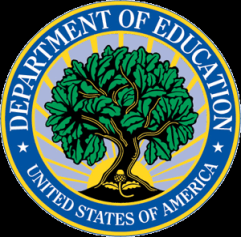 DEPARTMENT OF EDUCATION
UNITED STATES OF AMERICA